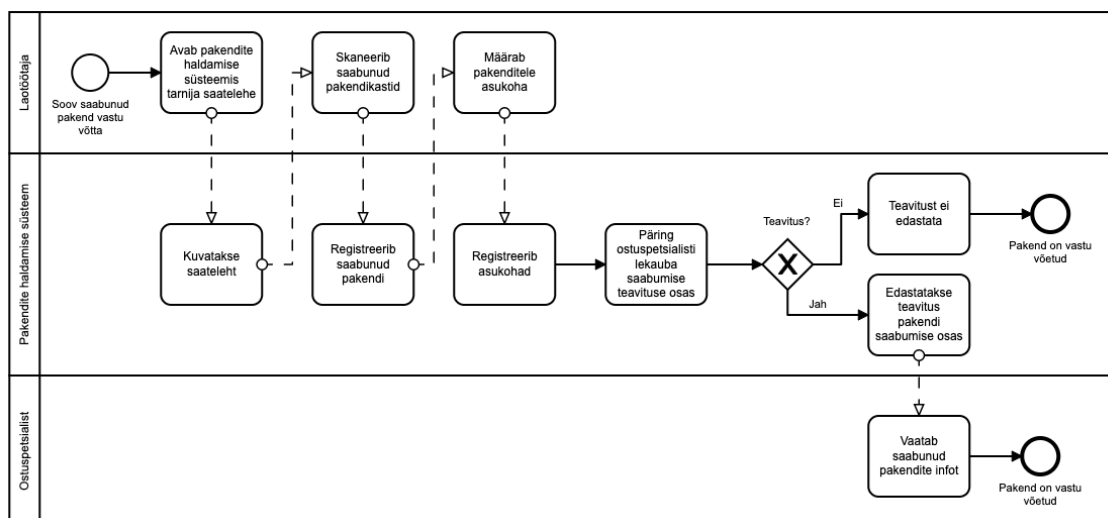 Laotöötaja
Soov saabunud
pakend vastu
võtta
Avab pakendite
haldamise
süsteemis
tarnija saatelehe
Skaneerib
saabunud
pakendikastid
Määrab
pakenditele
asukoha
Pakendite haldamise süsteem
Kuvatakse
saateleht
Registreerib
saabunud
pakendi
Registreerib
asukohad
Päring
ostuspetsialisti
lekauba
saabumise
teavituse osas
Teavitus?
Ei
Jah
Teavitust ei
edastata
Pakend on vastu
võetud
Edastatakse
teavitus
pakendi
saabumise osas
Ostuspetsialist
Vaatab
saabunud
pakendite infot
Pakend on vastu
võetud